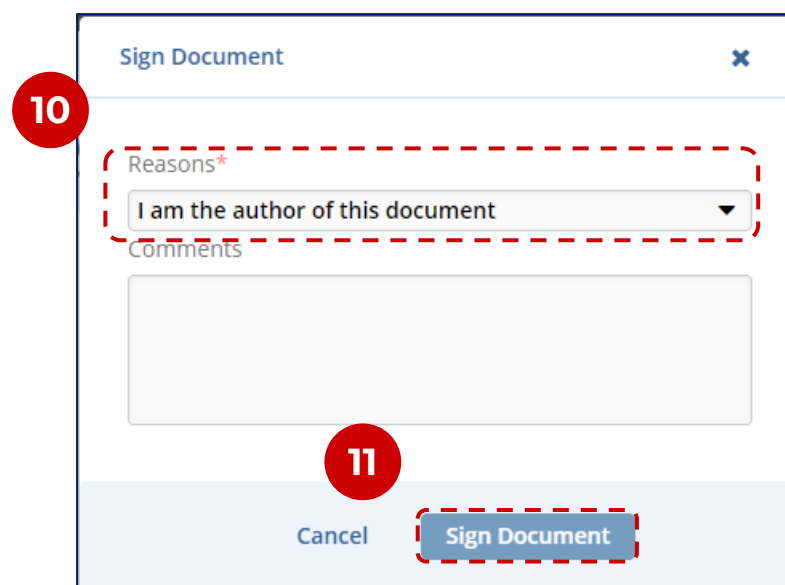 Sign Document
10
Reasons*
I am the author of this document
Comments
11
Cancel
Sign Document